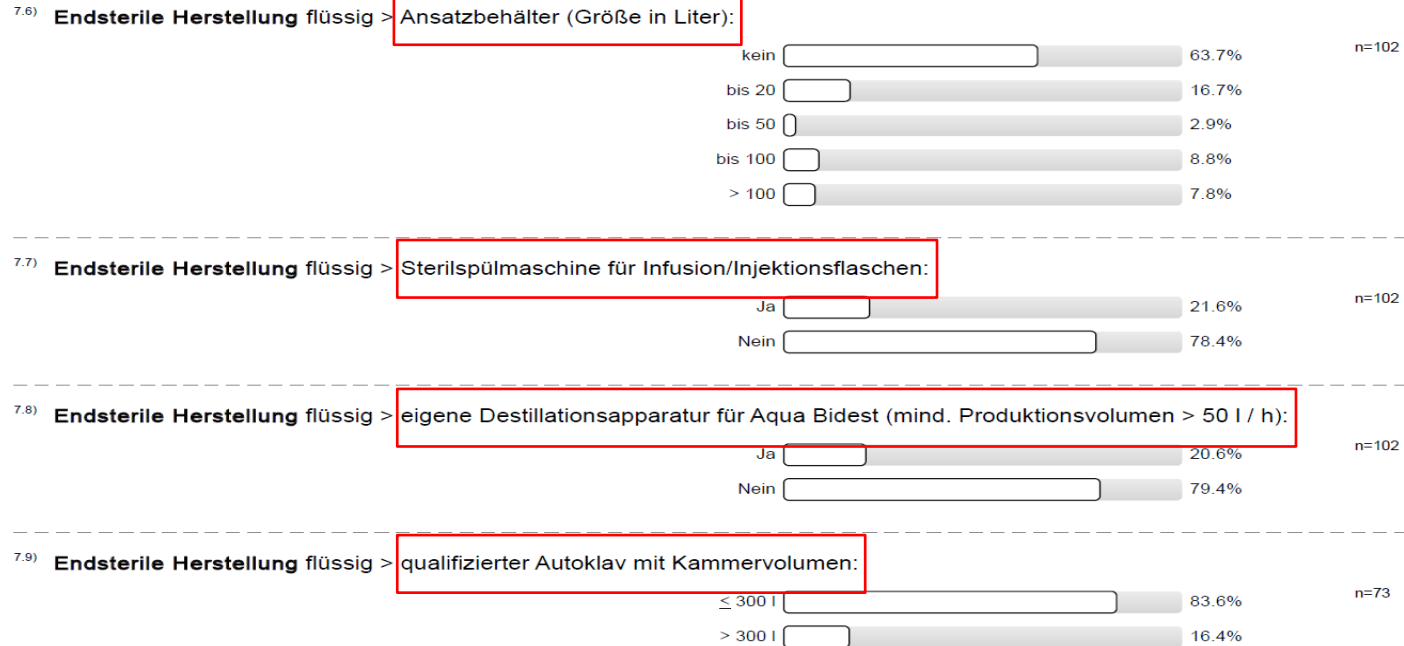 7.6) Endsterile Herstellung flüssig > Ansatzbehälter (Größe in Liter):
kein 63.7% n=102
bis 20 16.7%
bis 50 2.9%
bis 100 8.8%
> 100 7.8%
7.7) Endsterile Herstellung flüssig > Sterilspülmaschine für Infusion/Injektionsflaschen:
Ja 21.6% n=102
Nein 78.4%
7.8) Endsterile Herstellung flüssig > eigene Destillationsapparatur für Aqua Bidest (mind. Produktionsvolumen > 50 l / h):
Ja 20.6% n=102
Nein 79.4%
7.9) Endsterile Herstellung flüssig > qualifizierter Autoklav mit Kammervolumen:
≤ 300 l 83.6% n=73
> 300 l 16.4%